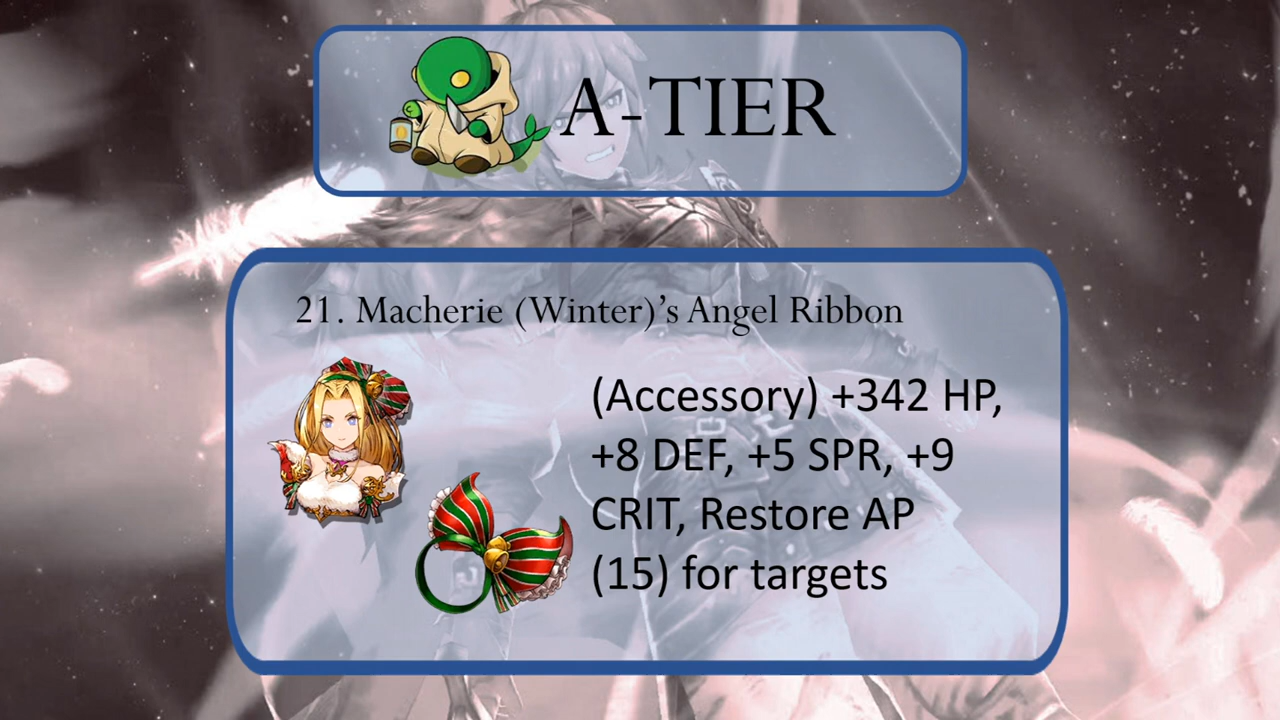 A-TIER
21. Macherie (Winter)’s Angel Ribbon
(Accessory) +342 HP,
+8 DEF, +5 SPR, +9
CRIT, Restore AP
(15) for targets